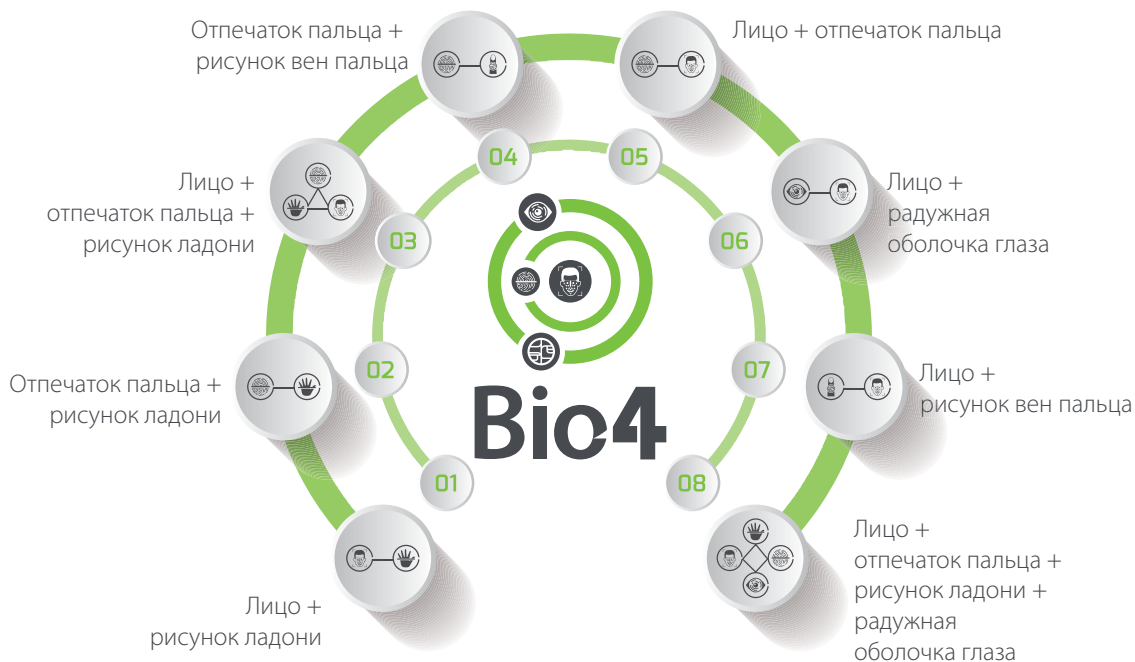 Отпечаток пальца +
рисунок вен пальца
Лицо + отпечаток пальца
04
05
Лицо +
отпечаток пальца +
рисунок ладони
Лицо +
радужная
оболочка глаза
03
06
02
07
Отпечаток пальца +
рисунок ладони
Лицо +
рисунок вен пальца
Bio4
01
08
Лицо +
рисунок ладони
Лицо +
отпечаток пальца +
рисунок ладони +
радужная
оболочка глаза